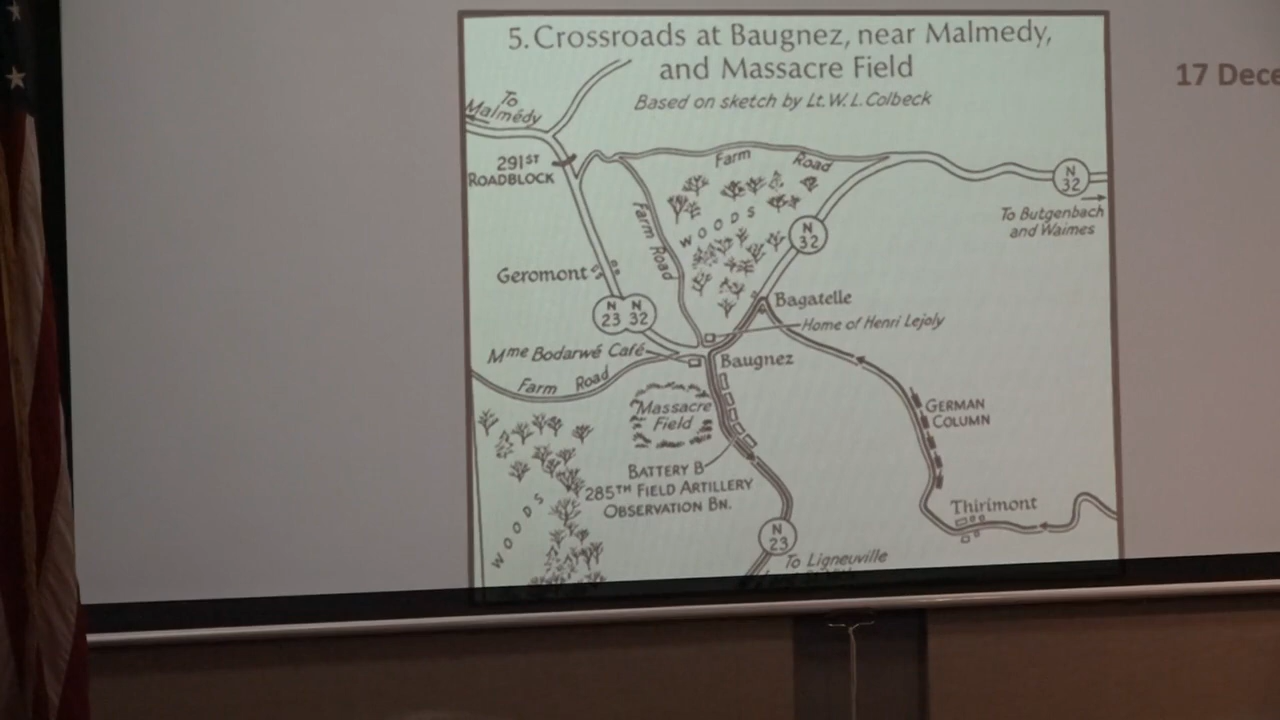 5. Crossroads at Baugnez, near Malmedy,
and Massacre Field
Based on sketch by Lt. W. L. Colbeck
17 Dece
To
Malmédy
291ST
ROADBLOCK
Farm Road
N
32
To Butgenbach
and Waimes
Farm Road
WOODS
N
32
Geromont
N 23
N 32
Bagatelle
Home of Henri Lejoly
Mme Bodarwé Café
Baugnez
Farm Road
Massacre
Field
GERMAN
COLUMN
BATTERY B
285TH FIELD ARTILLERY
OBSERVATION BN.
WOODS
Thirimont
N
23
To Ligneuville